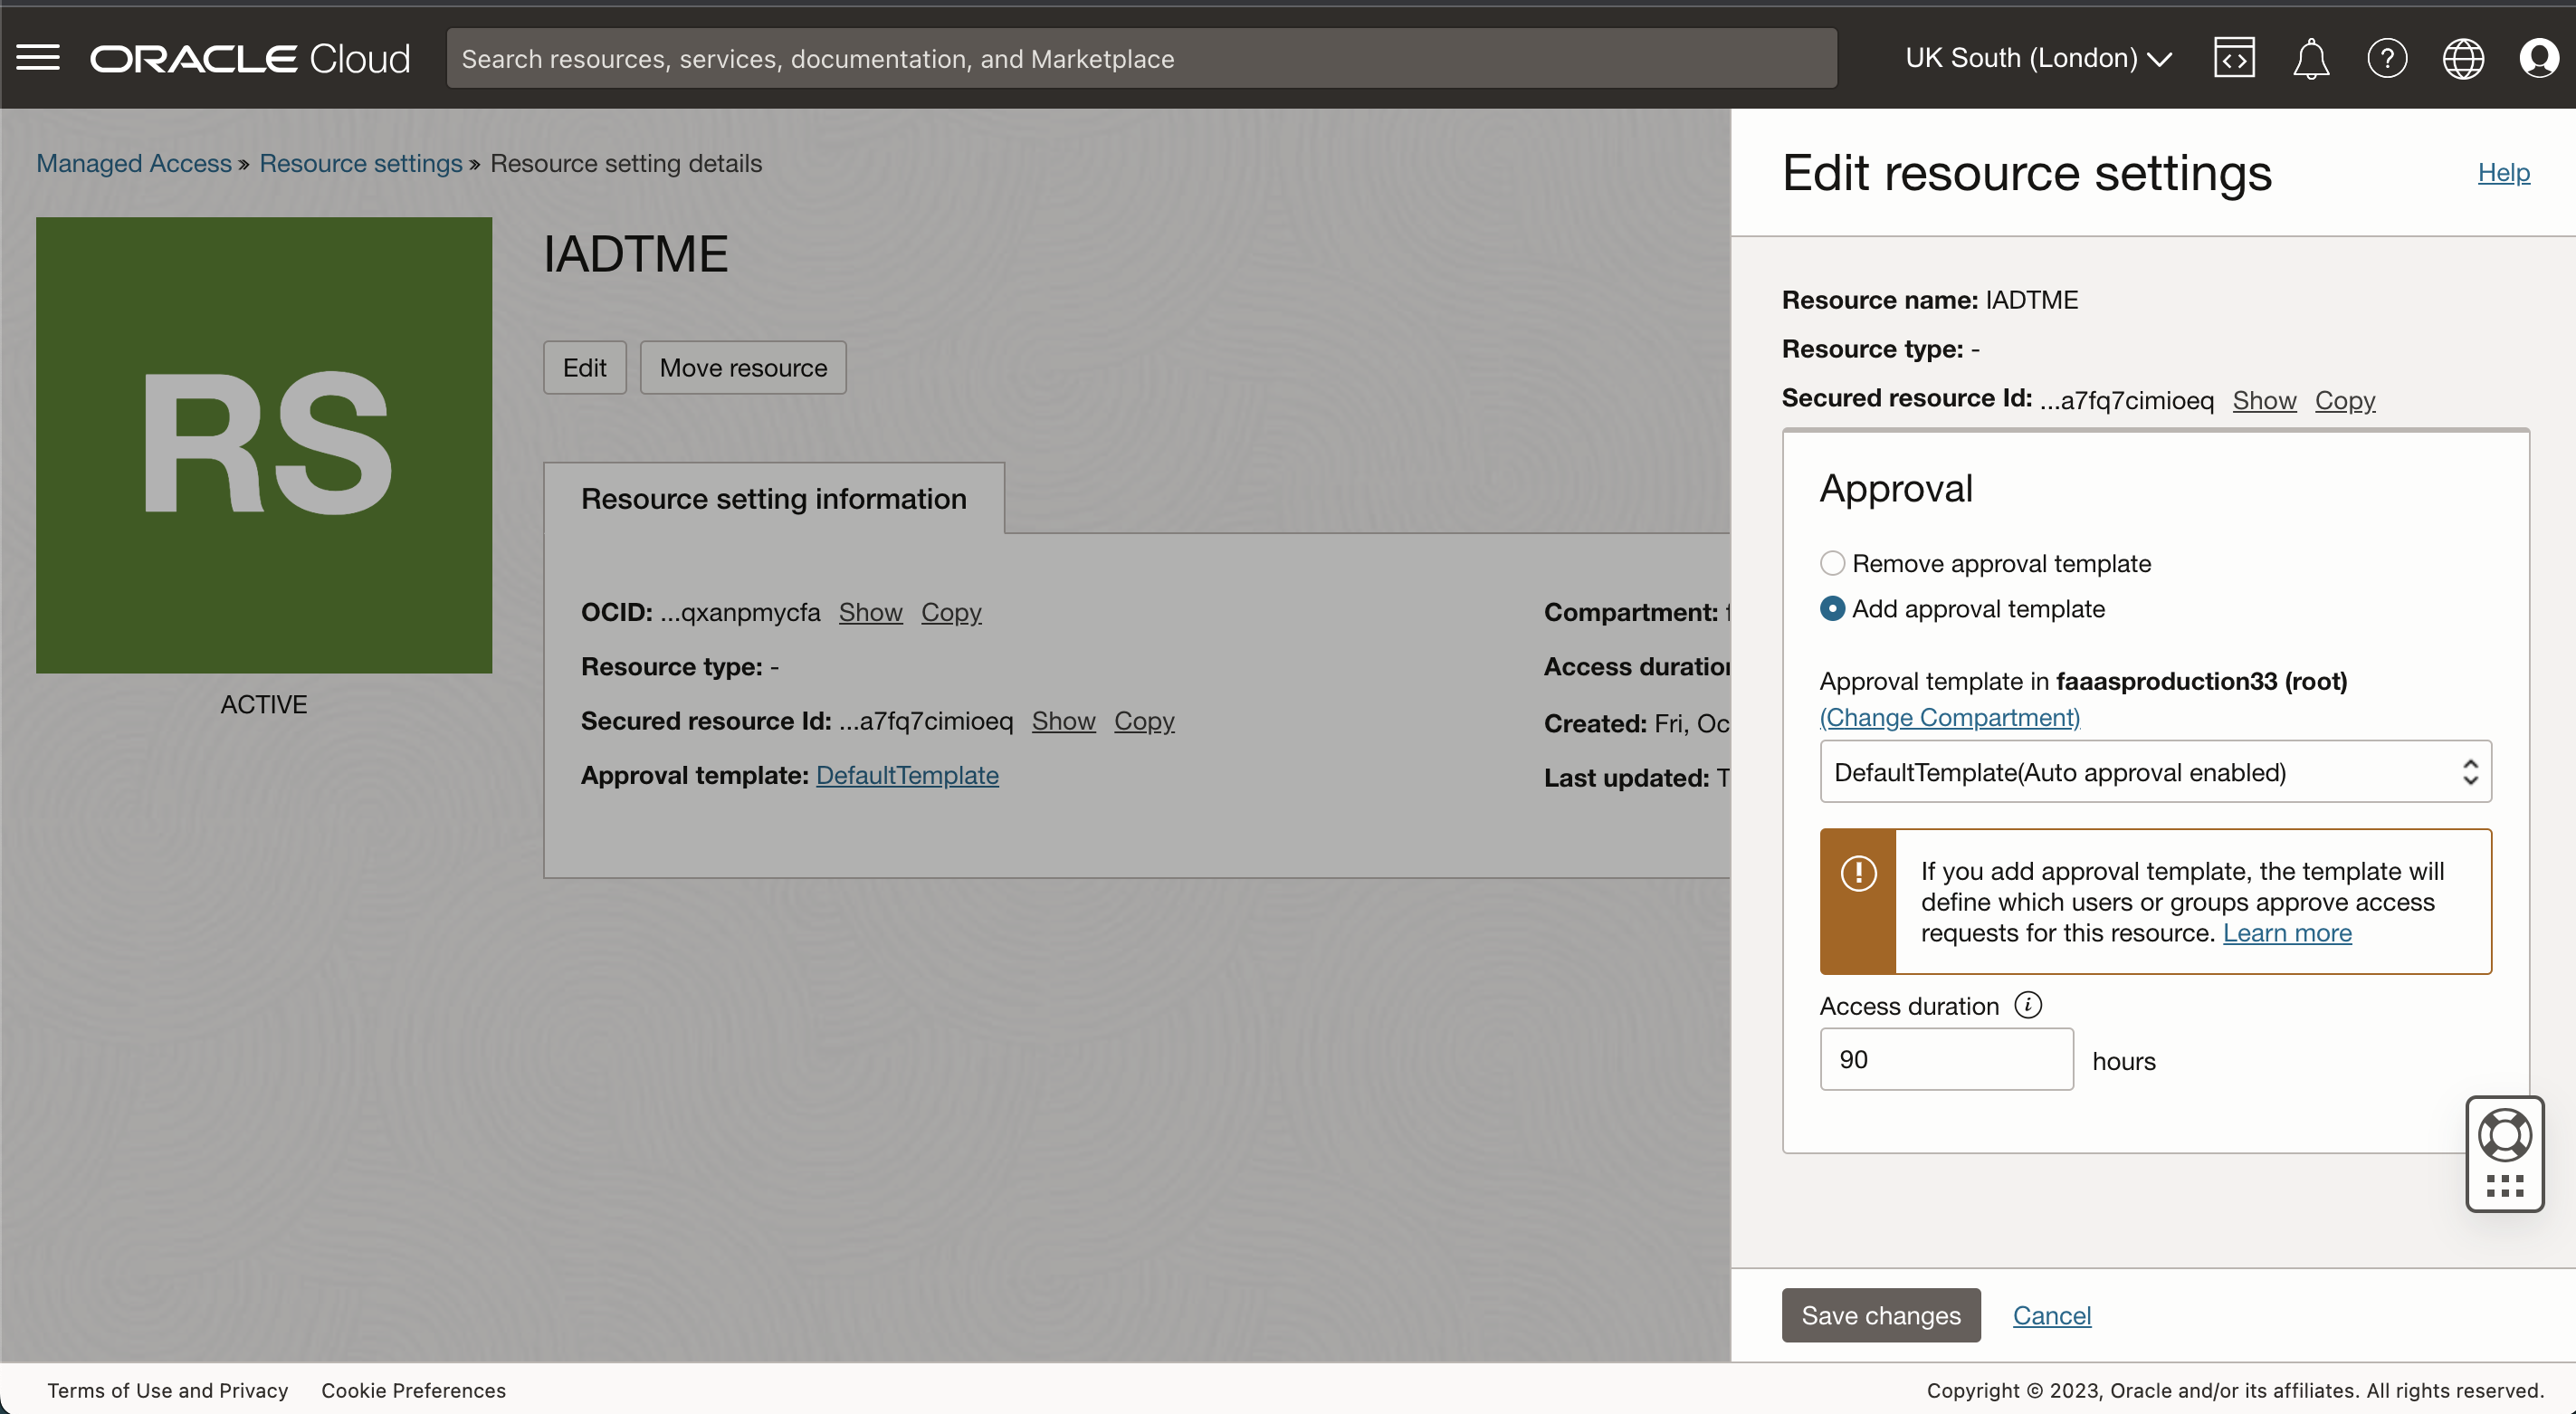 ORACLE Cloud
Search resources, services, documentation, and Marketplace
UK South (London)
Managed Access » Resource settings » Resource setting details
RS
ACTIVE
IADTME
Edit
Move resource
Resource setting information
OCID: ...qxanpmycfa Show Copy
Resource type: -
Secured resource Id: ...a7fq7cimioeq Show Copy
Approval template: DefaultTemplate
Compartment:
Access duration
Created: Fri, Oc
Last updated: T
Edit resource settings
Help
Resource name: IADTME
Resource type: -
Secured resource Id: ...a7fq7cimioeq Show Copy
Approval
Remove approval template
Add approval template
Approval template in faaasproduction33 (root)
(Change Compartment)
DefaultTemplate(Auto approval enabled)
If you add approval template, the template will
define which users or groups approve access
requests for this resource. Learn more
Access duration
90 hours
Save changes
Cancel
Terms of Use and Privacy
Cookie Preferences
Copyright © 2023, Oracle and/or its affiliates. All rights reserved.